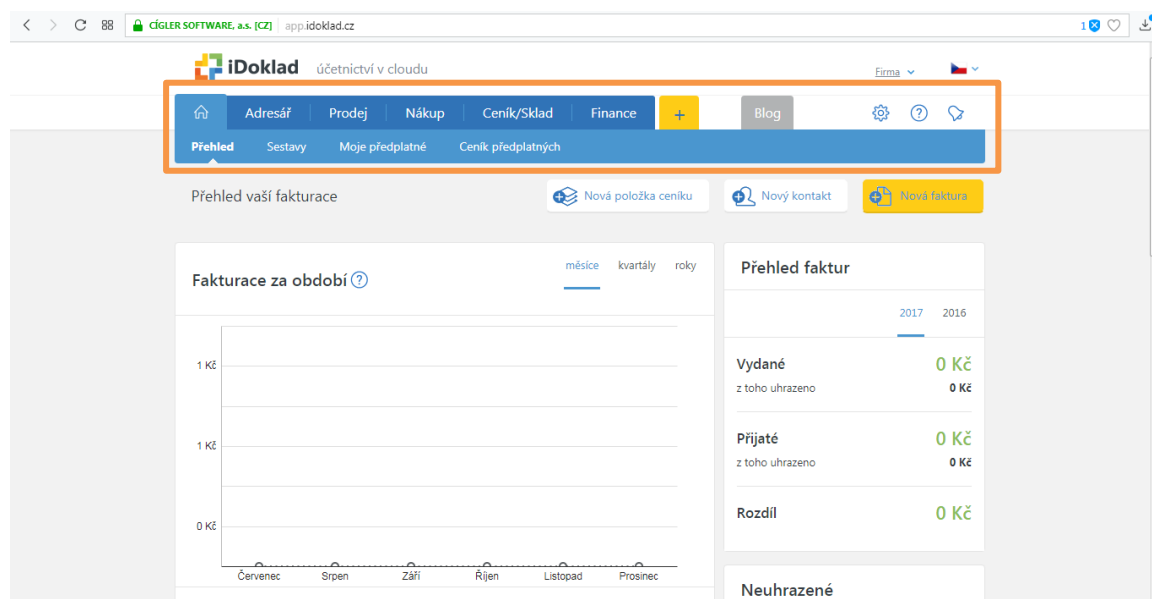 CÍGLER SOFTWARE, a.s. [CZ] app.idoklad.cz 1
iDoklad účetnictví v cloudu Firma
Adresář Prodej Nákup Ceník/Sklad Finance + Blog
Přehled Sestavy Moje předplatné Ceník předplatných
Přehled vaší fakturace Nová položka ceníku Nový kontakt Nová faktura
Fakturace za období ? měsíce kvartály roky
Přehled faktur
2017 2016
1 Kč
1 Kč
0 Kč
Červenec Srpen Září Říjen Listopad Prosinec
Vydané 0 Kč
z toho uhrazeno 0 Kč
Přijaté 0 Kč
z toho uhrazeno 0 Kč
Rozdíl 0 Kč
Neuhrazené